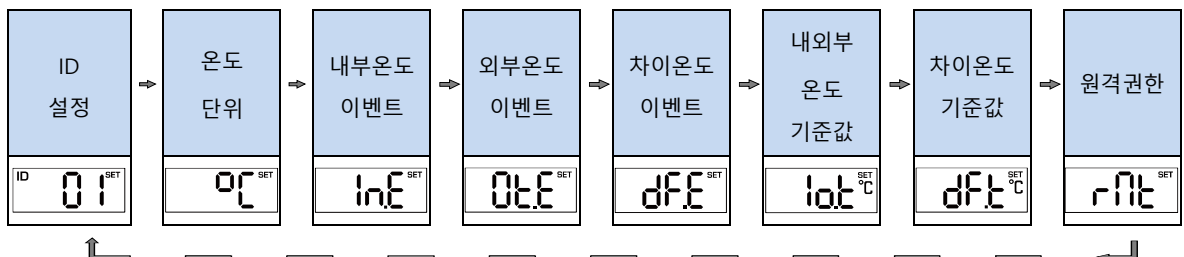 ID
설정
온도
단위
내부온도
이벤트
외부온도
이벤트
차이온도
이벤트
내외부
온도
기준값
차이온도
기준값
원격권한
ID 01 SET
℃ SET
In.E SET
Ot.E SET
dF.E SET
Io.t SET ℃
dF.t SET ℃
rMt SET